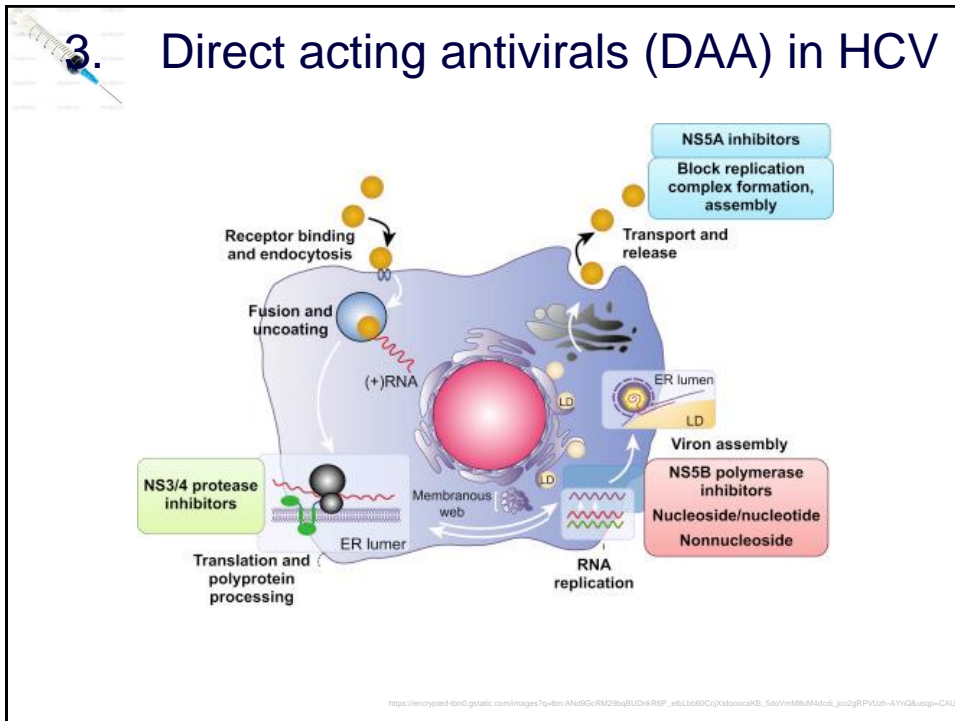 3. Direct acting antivirals (DAA) in HCV
NS5A inhibitors
Block replication
complex formation,
assembly
Receptor binding
and endocytosis
Transport and
release
Fusion and
uncoating
(+)RNA
ER lumen
LD
LD
Viron assembly
NS3/4 protease
inhibitors
LD
Membranous
web
NS5B polymerase
inhibitors
Nucleoside/nucleotide
Nonnucleoside
ER lumer
RNA
replication
Translation and
polyprotein
processing